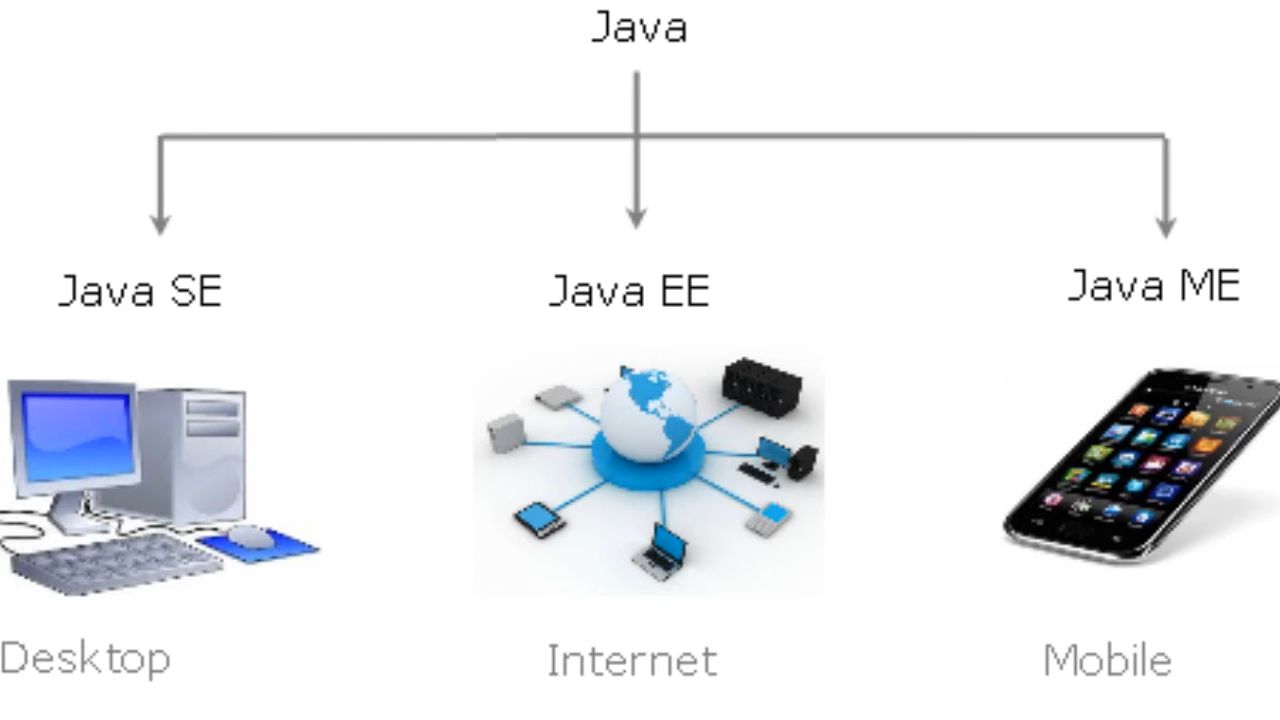 Java
Java SE
Java EE
Java ME
Desktop
Internet
Mobile